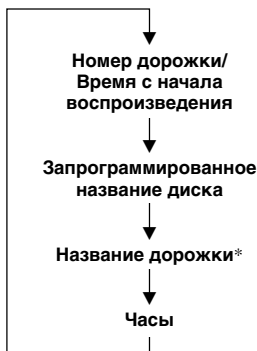 Номер дорожки/
Время с начала
воспроизведения
Запрограммированное
название диска
Название дорожки*
Часы